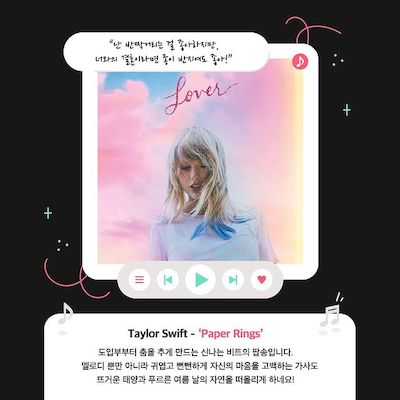 “난 반짝거리는 걸 좋아하지만,
너와의 결혼이라면 종이 반지여도 좋아!”
Lover
Taylor Swift - ‘Paper Rings’
도입부부터 춤을 추게 만드는 신나는 비트의 팝송입니다.
멜로디 뿐만 아니라 귀엽고 뻔뻔하게 자신의 마음을 고백하는 가사도
뜨거운 태양과 푸르른 여름 날의 자연을 떠올리게 하네요!